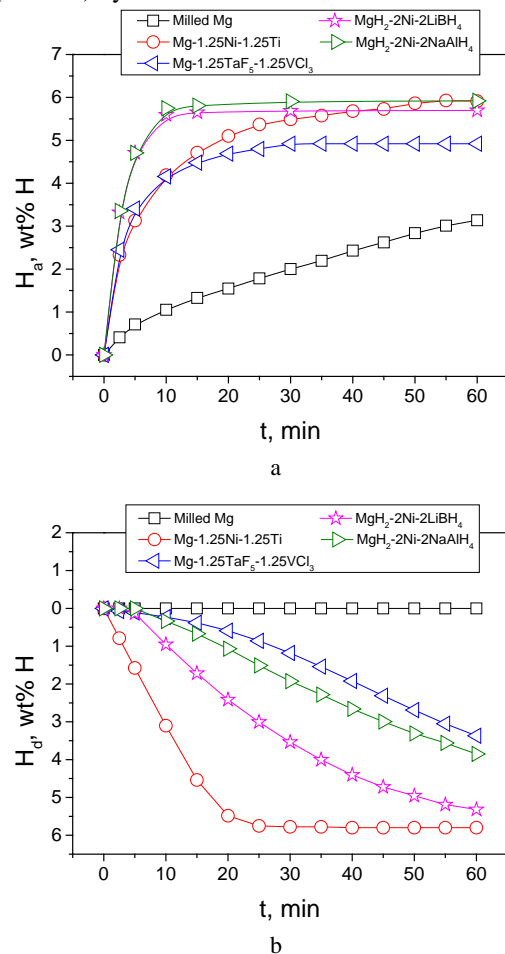 Milled Mg
MgH₂-2Ni-2LiBH₄
Mg-1.25Ni-1.25Ti
MgH₂-2Ni-2NaAlH₄
Mg-1.25TaF₅-1.25VCl₃
7
6
5
4
3
2
1
0
Hₐ, wt% H
0 10 20 30 40 50 60
t, min
a
Milled Mg
MgH₂-2Ni-2LiBH₄
Mg-1.25Ni-1.25Ti
MgH₂-2Ni-2NaAlH₄
Mg-1.25TaF₅-1.25VCl₃
2
1
0
1
2
3
4
5
6
H_d, wt% H
0 10 20 30 40 50 60
t, min
b